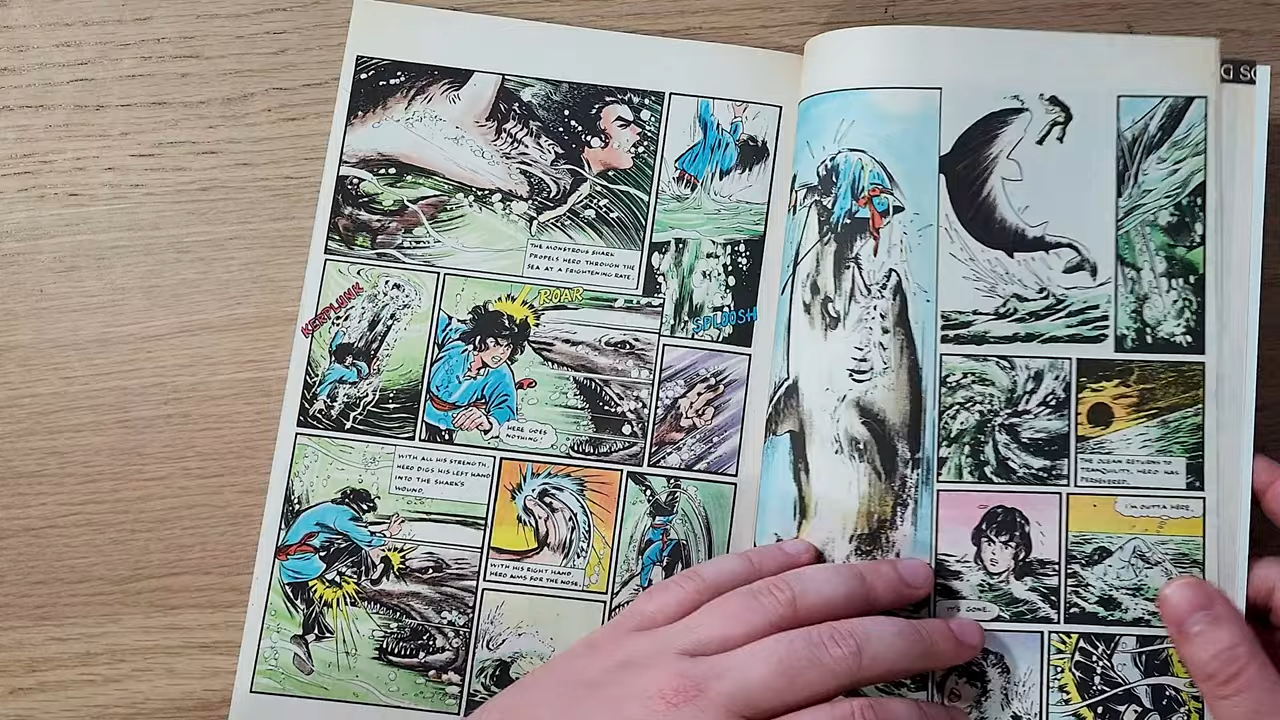 THE MONSTROUS SHARK
PROPELS HERO THROUGH THE
SEA AT A FRIGHTENING RATE.
SPLOOSH
KERPLUNK
ROAR
HERE GOES
NOTHING!
WITH ALL HIS STRENGTH,
HERO DIGS HIS LEFT HAND
INTO THE SHARK'S
WOUND.
WITH HIS RIGHT HAND,
HERO AIMS FOR THE NOSE.
THE OCEAN RETURNS TO
TRANQUILITY. HERO HAS
PERSEVERED.
IT'S GONE.
I'M OUTTA HERE.